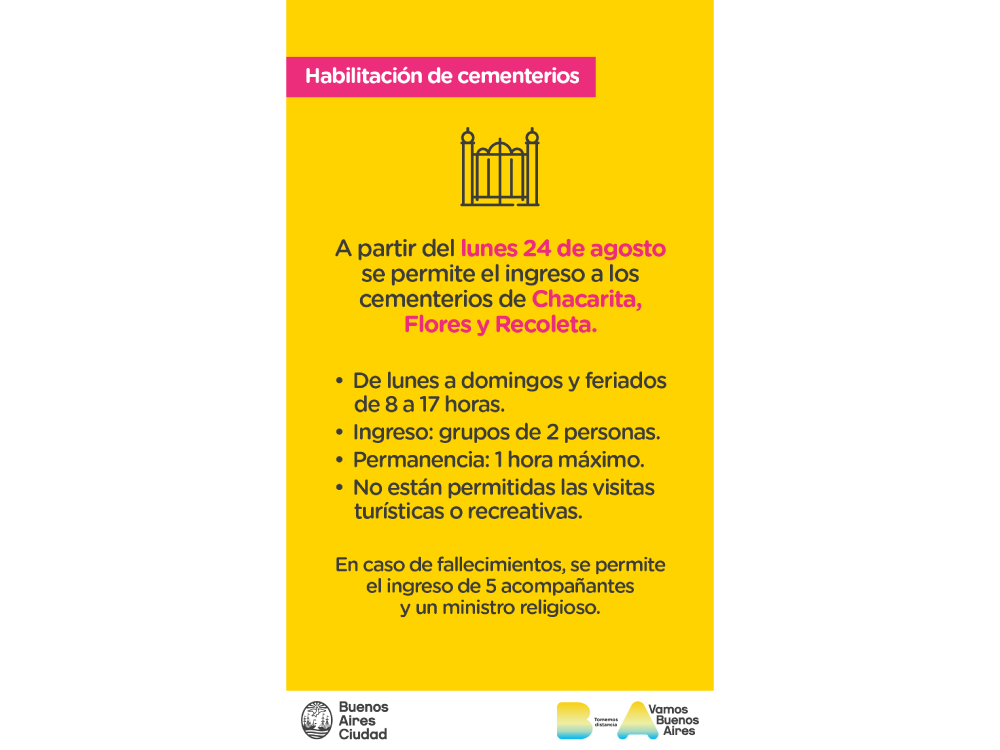 Habilitación de cementerios
A partir del lunes 24 de agosto
se permite el ingreso a los
cementerios de Chacarita,
Flores y Recoleta.
• De lunes a domingos y feriados
de 8 a 17 horas.
• Ingreso: grupos de 2 personas.
• Permanencia: 1 hora máximo.
• No están permitidas las visitas
turísticas o recreativas.
En caso de fallecimientos, se permite
el ingreso de 5 acompañantes
y un ministro religioso.
Buenos
Aires
Ciudad
B
Tomemos
distancia
A
Vamos
Buenos
Aires